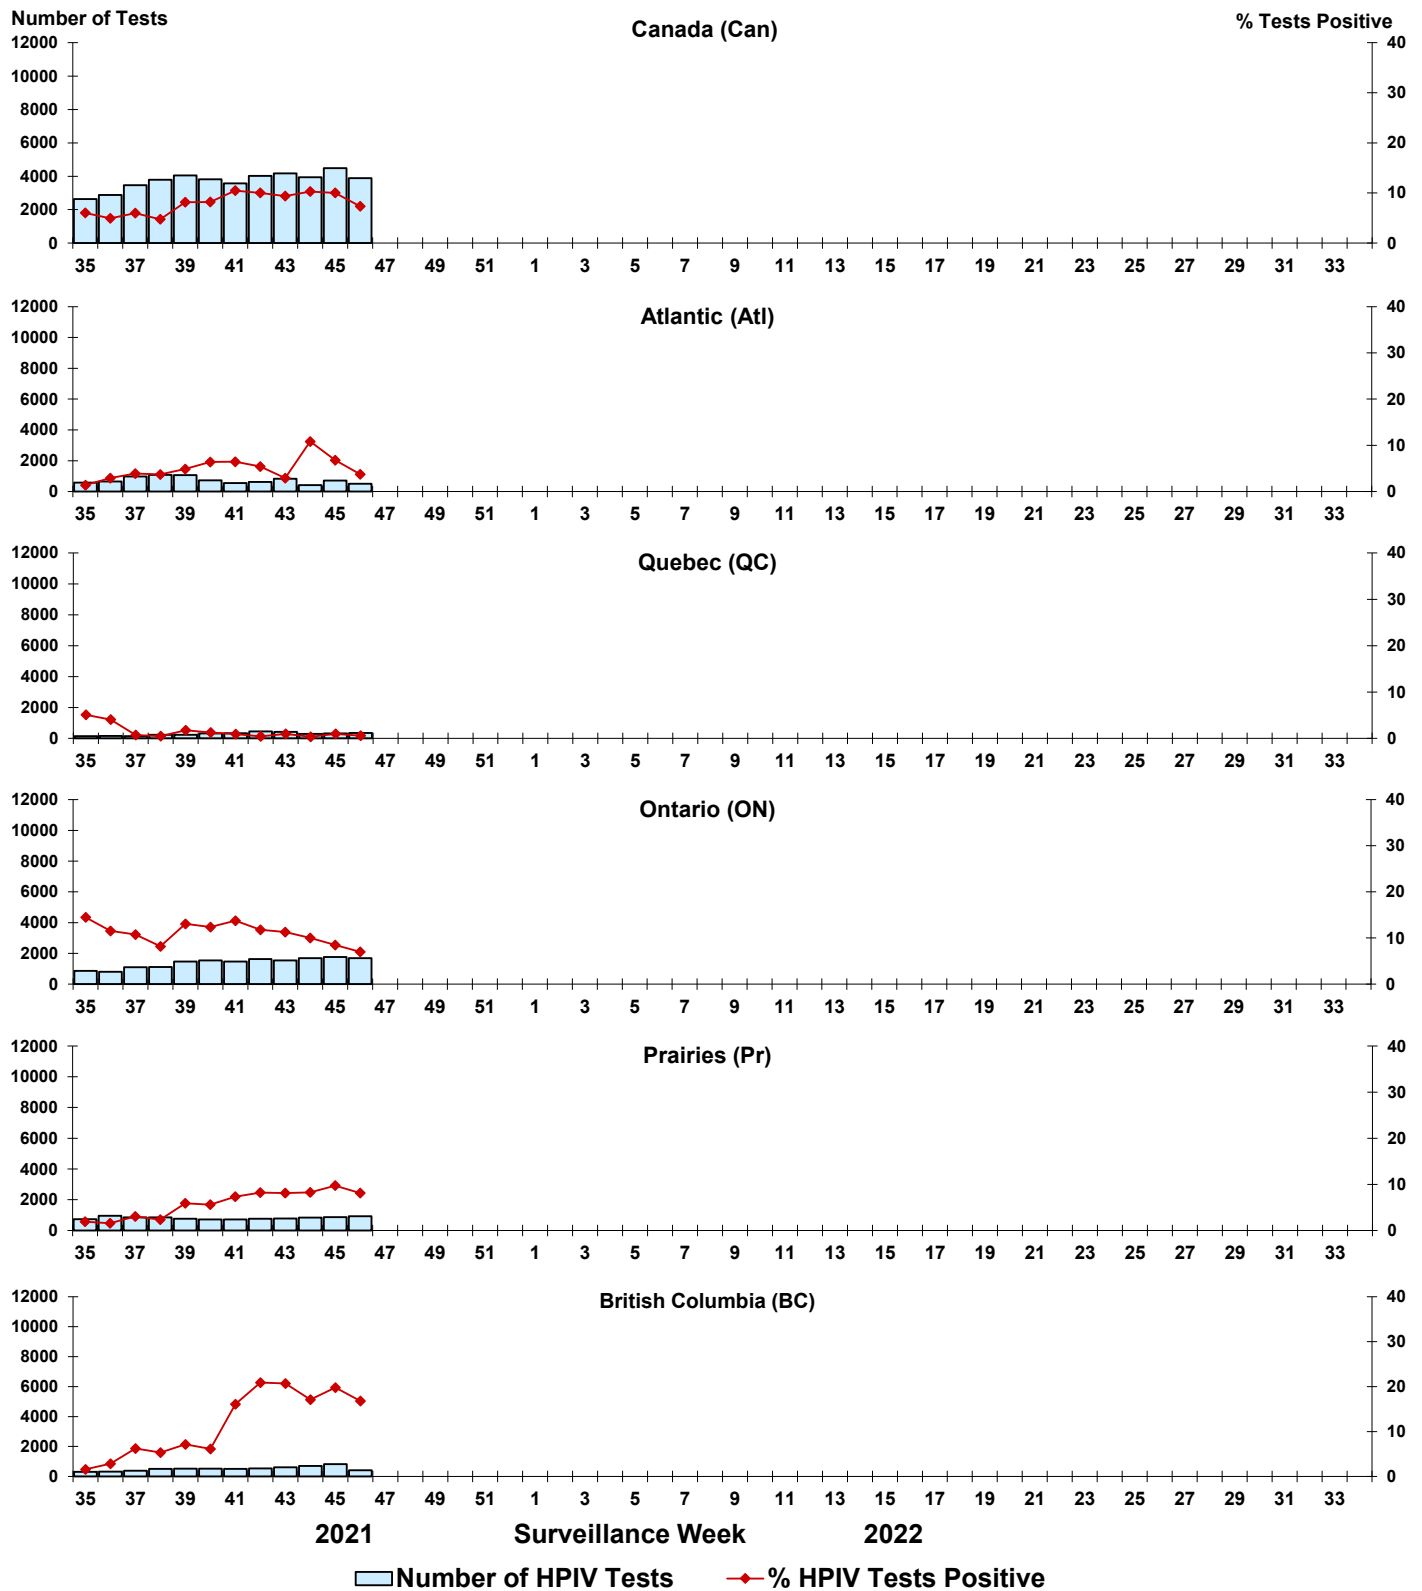 Number of Tests
Canada (Can)
% Tests Positive
12000 40
10000 30
8000
6000 20
4000 10
2000
0 0
35 37 39 41 43 45 47 49 51 1 3 5 7 9 11 13 15 17 19 21 23 25 27 29 31 33
Atlantic (Atl)
12000 40
10000 30
8000
6000 20
4000 10
2000
0 0
35 37 39 41 43 45 47 49 51 1 3 5 7 9 11 13 15 17 19 21 23 25 27 29 31 33
Quebec (QC)
12000 40
10000 30
8000
6000 20
4000 10
2000
0 0
35 37 39 41 43 45 47 49 51 1 3 5 7 9 11 13 15 17 19 21 23 25 27 29 31 33
Ontario (ON)
12000 40
10000 30
8000
6000 20
4000 10
2000
0 0
35 37 39 41 43 45 47 49 51 1 3 5 7 9 11 13 15 17 19 21 23 25 27 29 31 33
Prairies (Pr)
12000 40
10000 30
8000
6000 20
4000 10
2000
0 0
35 37 39 41 43 45 47 49 51 1 3 5 7 9 11 13 15 17 19 21 23 25 27 29 31 33
British Columbia (BC)
12000 40
10000 30
8000
6000 20
4000 10
2000
0 0
35 37 39 41 43 45 47 49 51 1 3 5 7 9 11 13 15 17 19 21 23 25 27 29 31 33
2021 Surveillance Week 2022
Number of HPIV Tests % HPIV Tests Positive